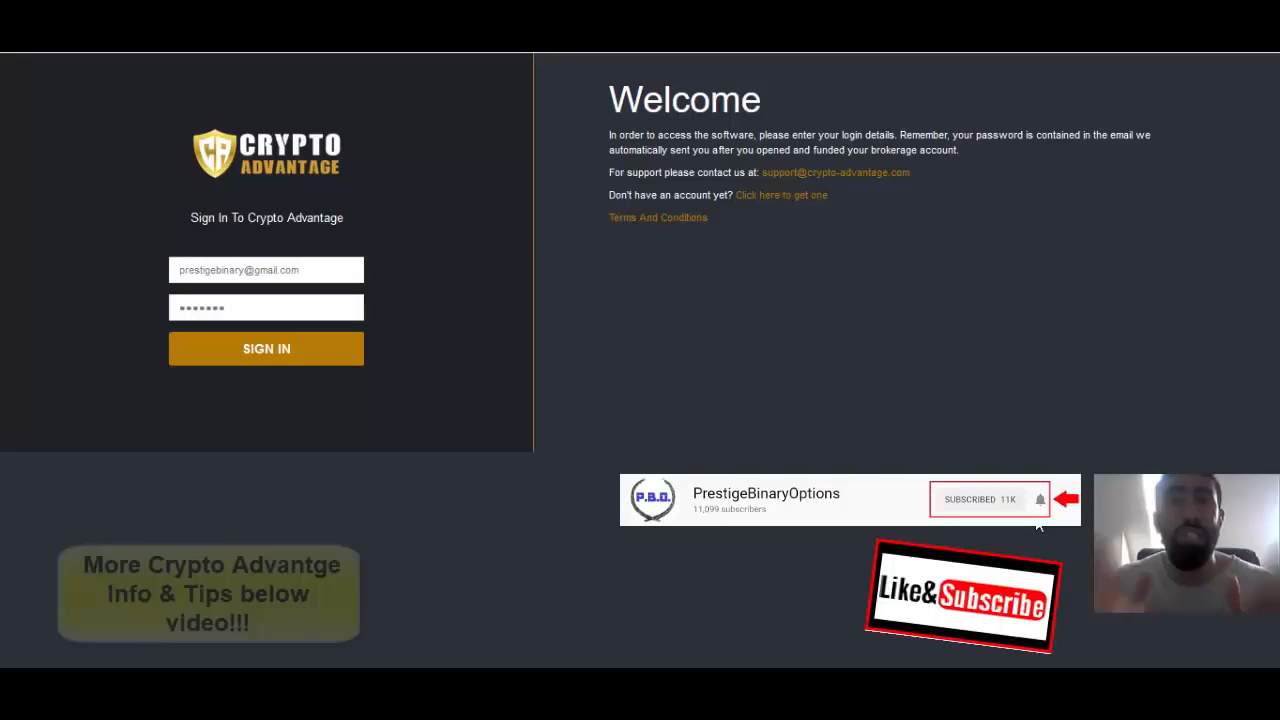 CRYPTO
ADVANTAGE
Sign In To Crypto Advantage
prestigebinary@gmail.com
SIGN IN
Welcome
In order to access the software, please enter your login details. Remember, your password is contained in the email we
automatically sent you after you opened and funded your brokerage account.
For support please contact us at: support@crypto-advantage.com
Don't have an account yet? Click here to get one
Terms And Conditions
P.B.O.
PrestigeBinaryOptions
11,099 subscribers
SUBSCRIBED 11K
Like& Subscribe
More Crypto Advantge
Info & Tips below
video!!!